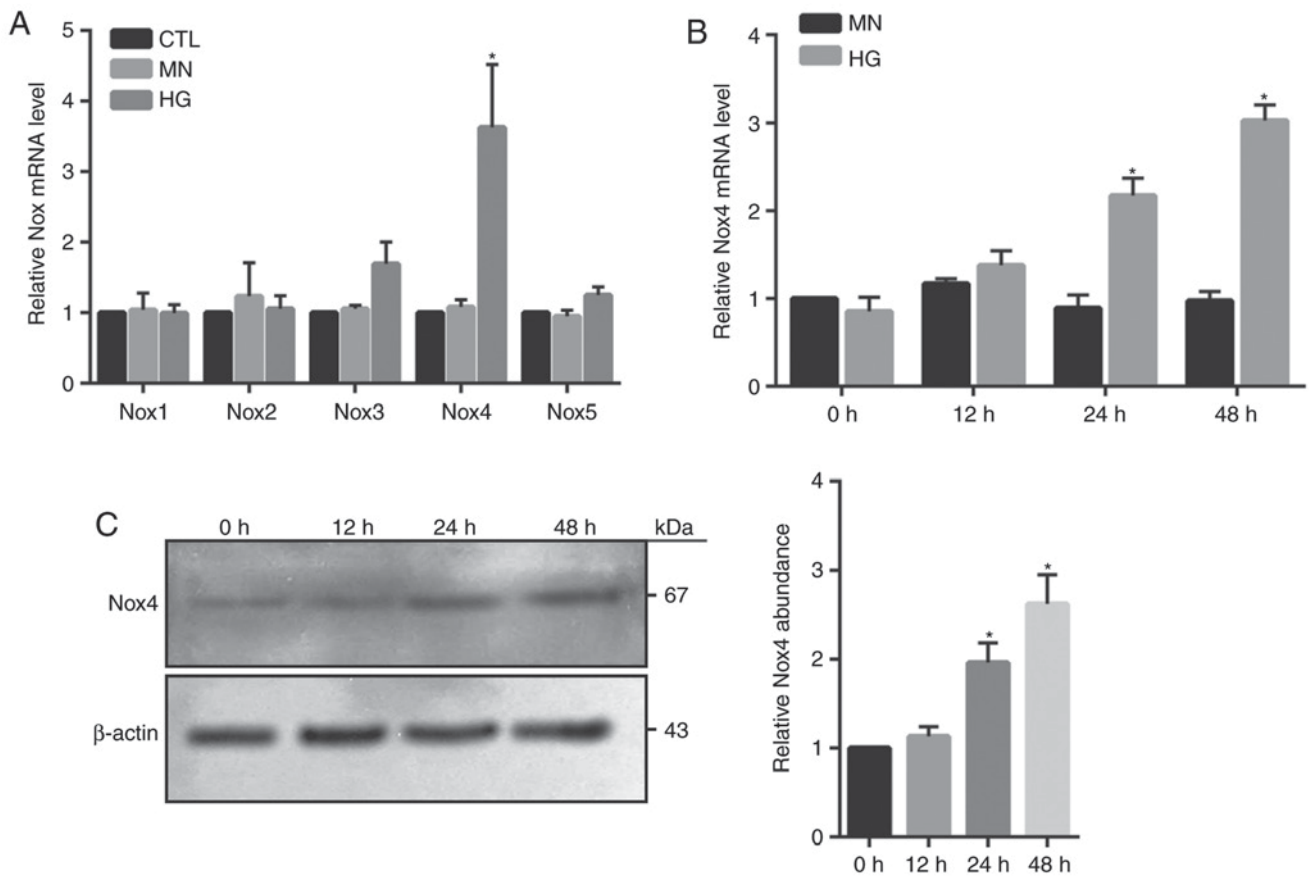 A
Relative Nox mRNA level
5
4
3
2
1
0
CTL
MN
HG
*
Nox1 Nox2 Nox3 Nox4 Nox5
B
Relative Nox4 mRNA level
4
3
2
1
0
MN
HG
*
*
0 h 12 h 24 h 48 h
C
0 h 12 h 24 h 48 h kDa
Nox4 67
β-actin 43
Relative Nox4 abundance
4
3
2
1
0
*
*
0 h 12 h 24 h 48 h